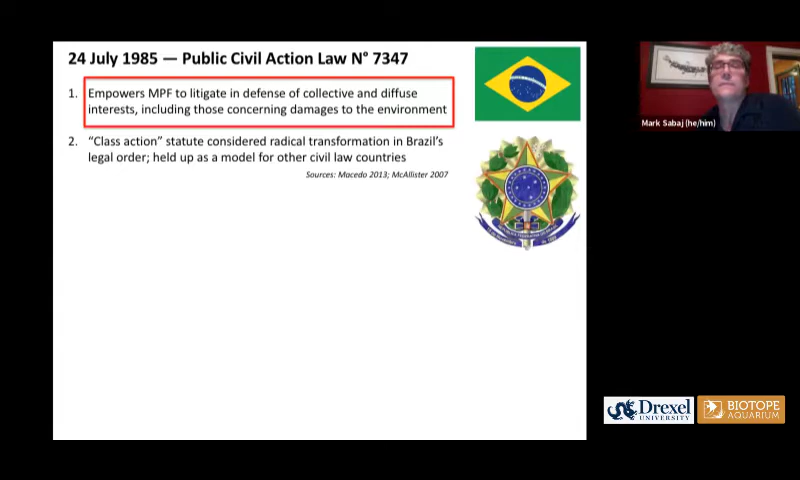 24 July 1985 — Public Civil Action Law N° 7347
1. Empowers MPF to litigate in defense of collective and diffuse
interests, including those concerning damages to the environment
2. “Class action” statute considered radical transformation in Brazil’s
legal order; held up as a model for other civil law countries
Sources: Macedo 2013; McAllister 2007
Mark Sabaj (he/him)
Drexel
UNIVERSITY
BIOTOPE
AQUARIUM